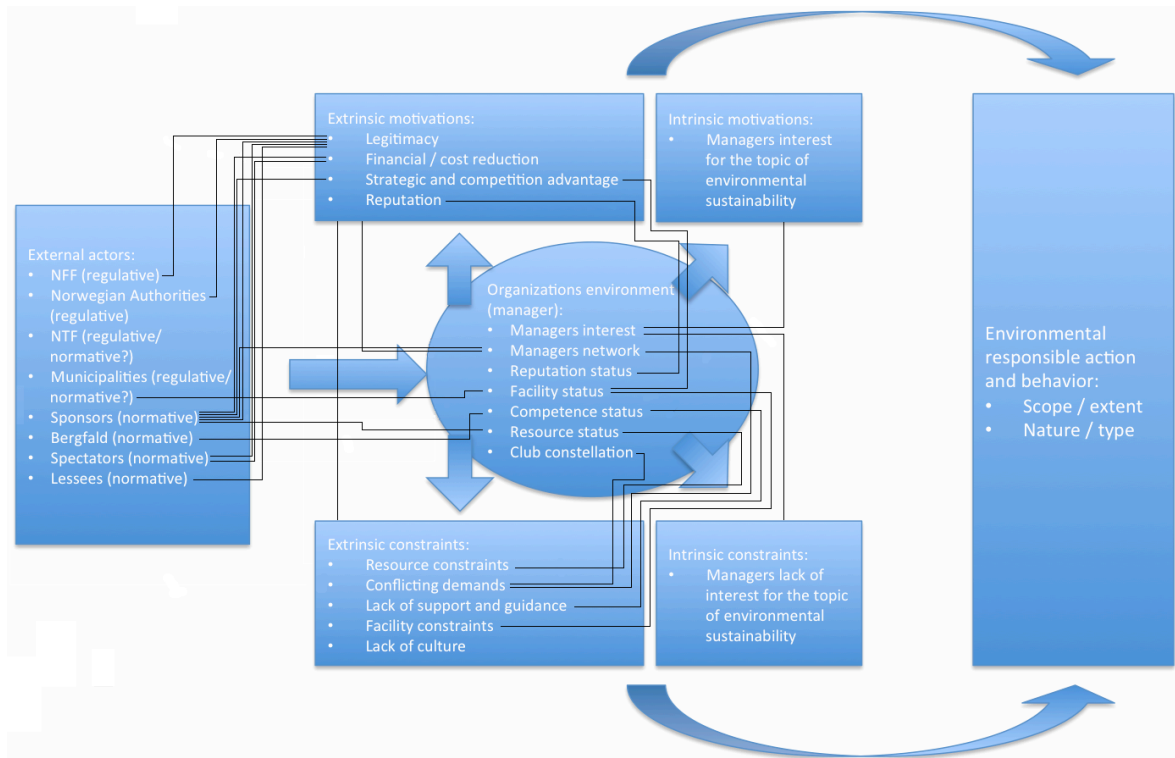 Extrinsic motivations:
• Legitimacy
• Financial / cost reduction
• Strategic and competition advantage
• Reputation
Intrinsic motivations:
• Managers interest
for the topic of
environmental
sustainability
External actors:
• NFF (regulative)
• Norwegian Authorities
(regulative)
• NTF (regulative/
normative?)
• Municipalities (regulative/
normative?)
• Sponsors (normative)
• Bergfald (normative)
• Spectators (normative)
• Lessees (normative)
Organizations environment
(manager):
• Managers interest
• Managers network
• Reputation status
• Facility status
• Competence status
• Resource status
• Club constellation
Extrinsic constraints:
• Resource constraints
• Conflicting demands
• Lack of support and guidance
• Facility constraints
• Lack of culture
Intrinsic constraints:
• Managers lack of
interest for the topic
of environmental
sustainability
Environmental
responsible action
and behavior:
• Scope / extent
• Nature / type